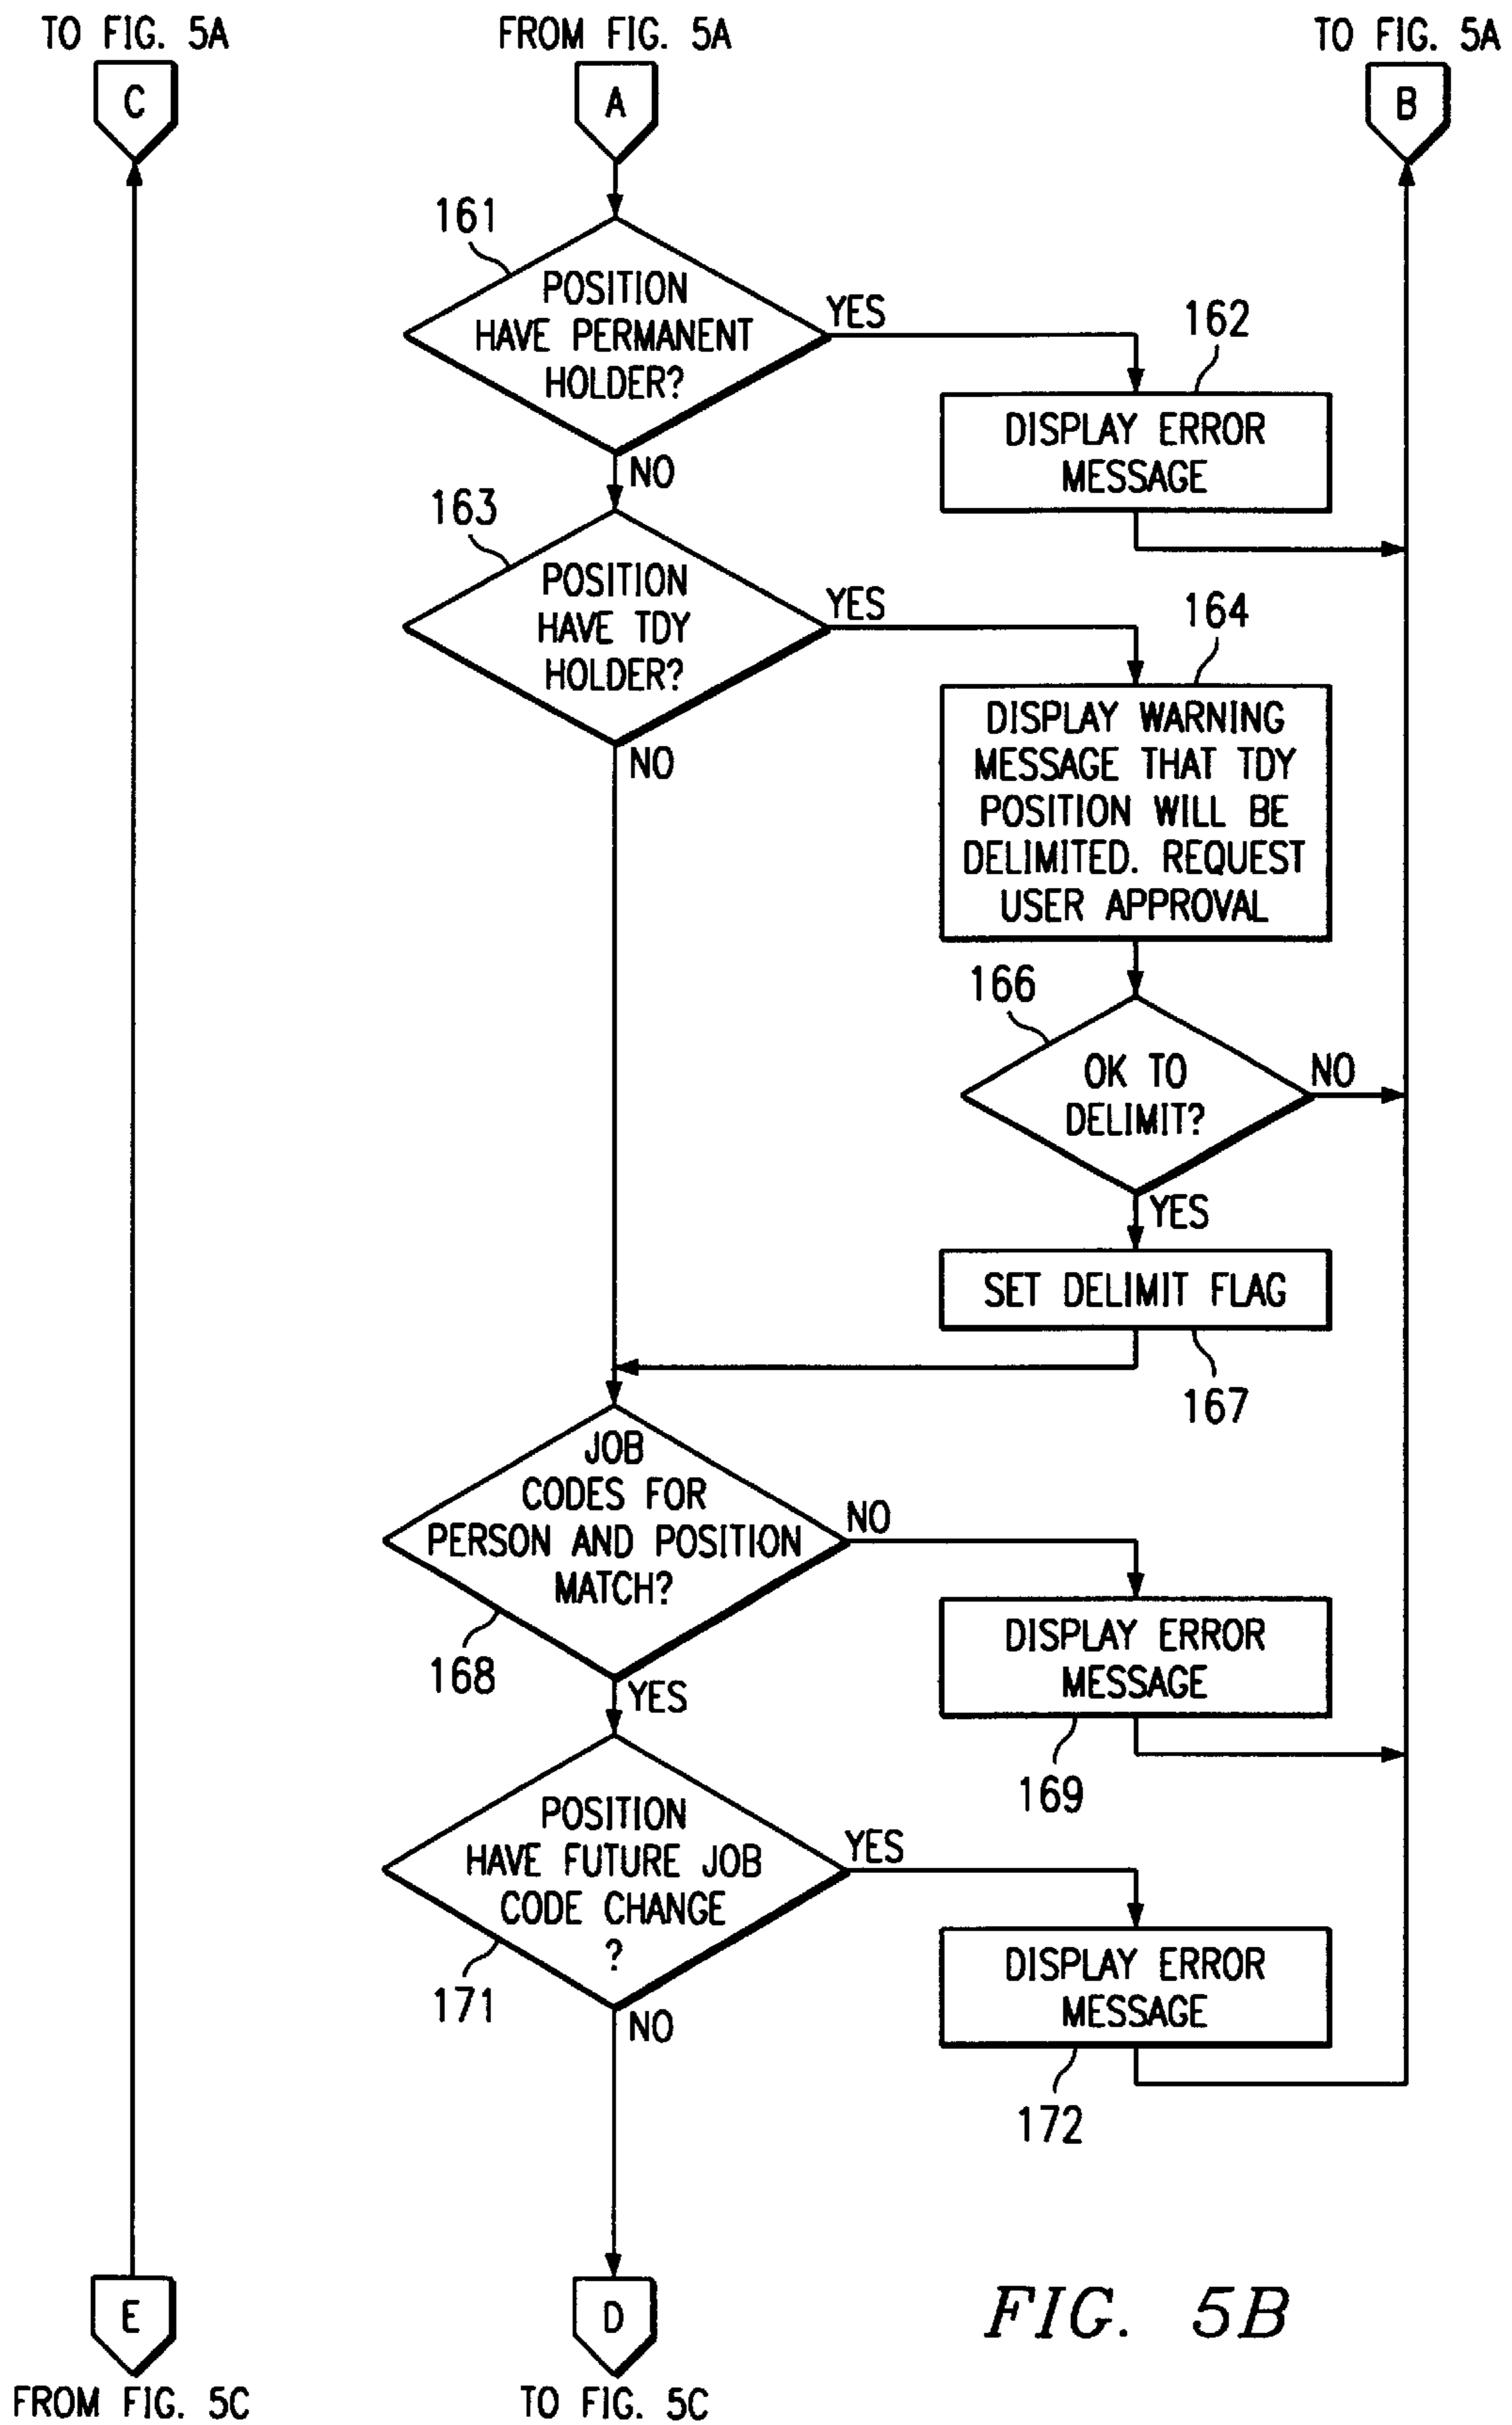 TO FIG. 5A
FROM FIG. 5A
TO FIG. 5A
C
A
B
161
POSITION
HAVE PERMANENT
HOLDER?
YES
162
DISPLAY ERROR
MESSAGE
NO
163
POSITION
HAVE TDY
HOLDER?
YES
164
DISPLAY WARNING
MESSAGE THAT TDY
POSITION WILL BE
DELIMITED. REQUEST
USER APPROVAL
NO
166
OK TO
DELIMIT?
NO
YES
SET DELIMIT FLAG
167
JOB
CODES FOR
PERSON AND POSITION
MATCH?
NO
168
YES
DISPLAY ERROR
MESSAGE
169
POSITION
HAVE FUTURE JOB
CODE CHANGE
?
YES
171
NO
DISPLAY ERROR
MESSAGE
172
E
D
FIG. 5B
FROM FIG. 5C
TO FIG. 5C